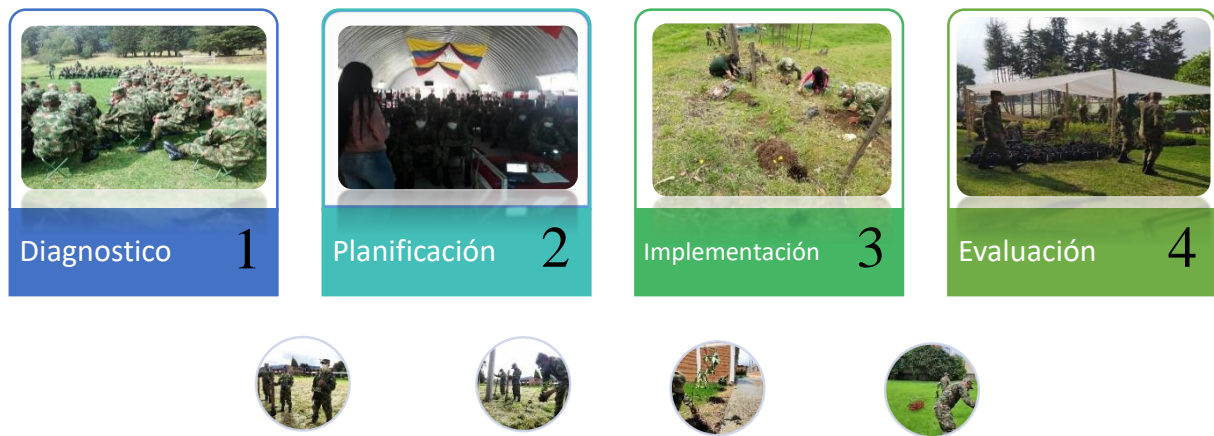 Diagnostico 1
Planificación 2
Implementación 3
Evaluación 4